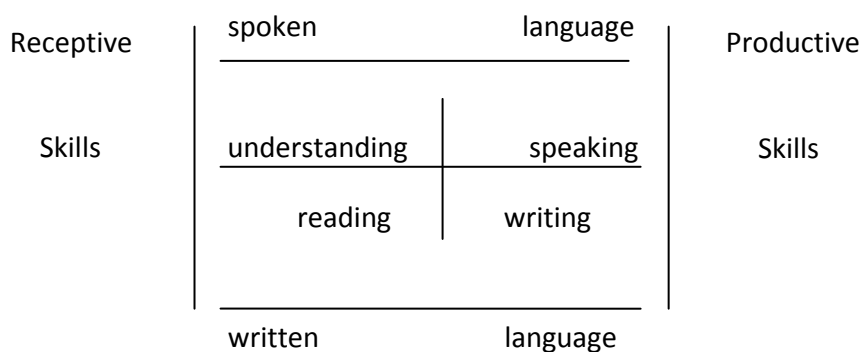 spoken language
Receptive Productive
Skills understanding speaking Skills
reading writing
written language